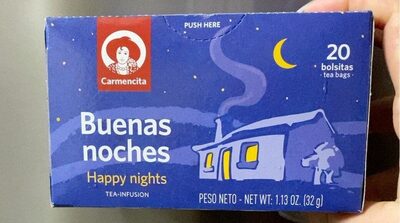 PUSH HERE
Carmencita
20
bolsitas
tea bags
Buenas
noches
Happy nights
TEA-INFUSION
PESO NETO - NET WT: 1.13 OZ. (32 g)